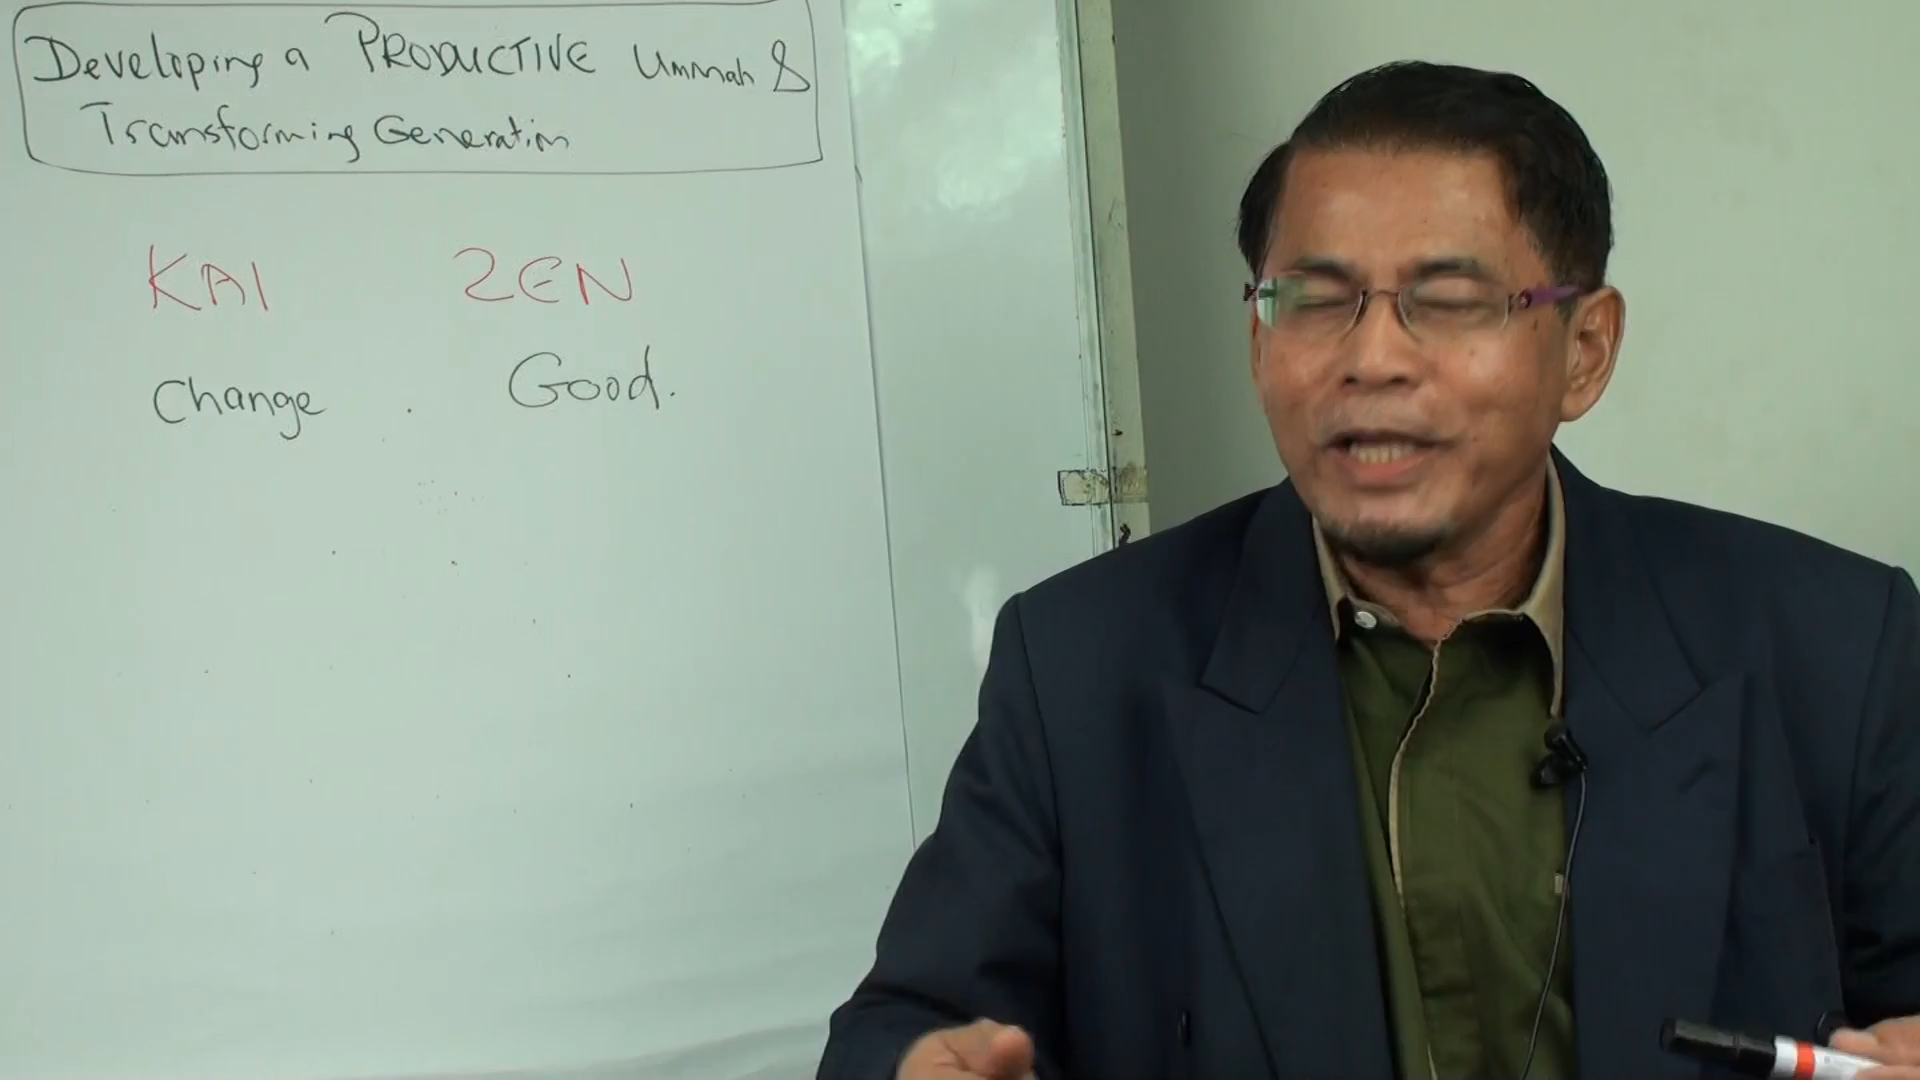 Developing a PRODUCTIVE Ummah &
Transforming Generation
KAI ZEN
Change Good.